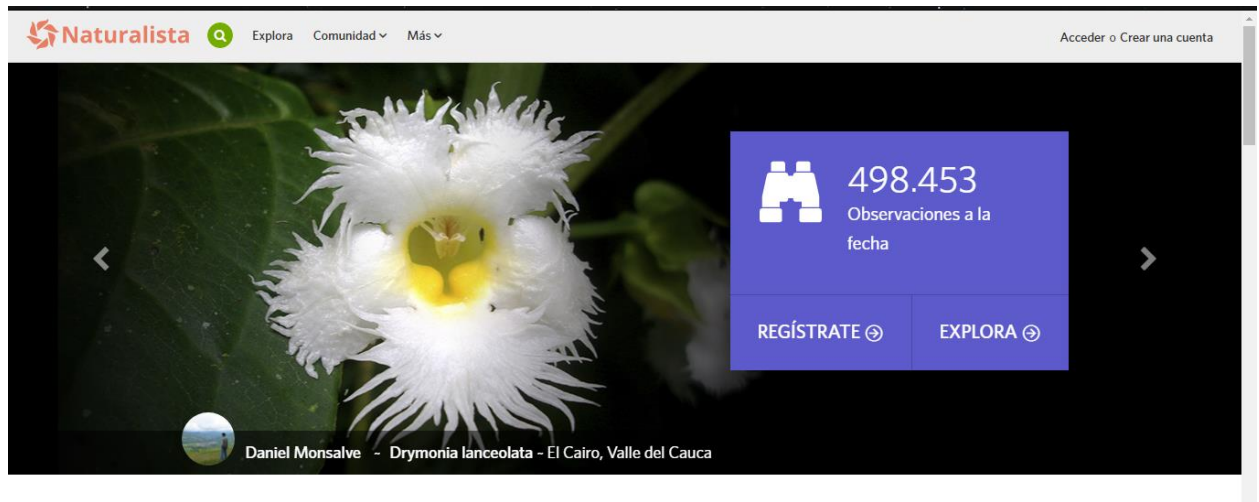 Naturalista Explora Comunidad Más Acceder o Crear una cuenta
498.453
Observaciones a la
fecha
REGÍSTRATE EXPLORA
Daniel Monsalve - Drymonia lanceolata - El Cairo, Valle del Cauca